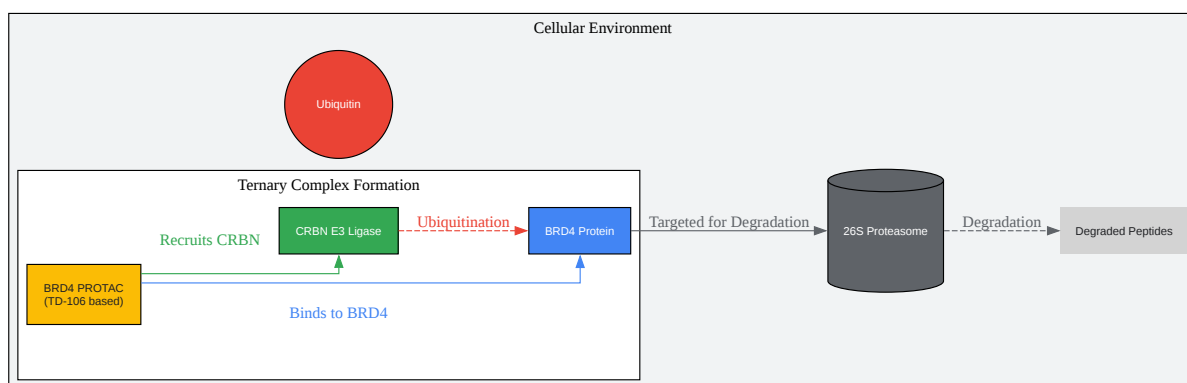 Cellular Environment
Ubiquitin
Ternary Complex Formation
CRBN E3 Ligase
Ubiquitination
BRD4 Protein
Targeted for Degradation
26S Proteasome
Degradation
Degraded Peptides
Recruits CRBN
BRD4 PROTAC
(TD-106 based)
Binds to BRD4